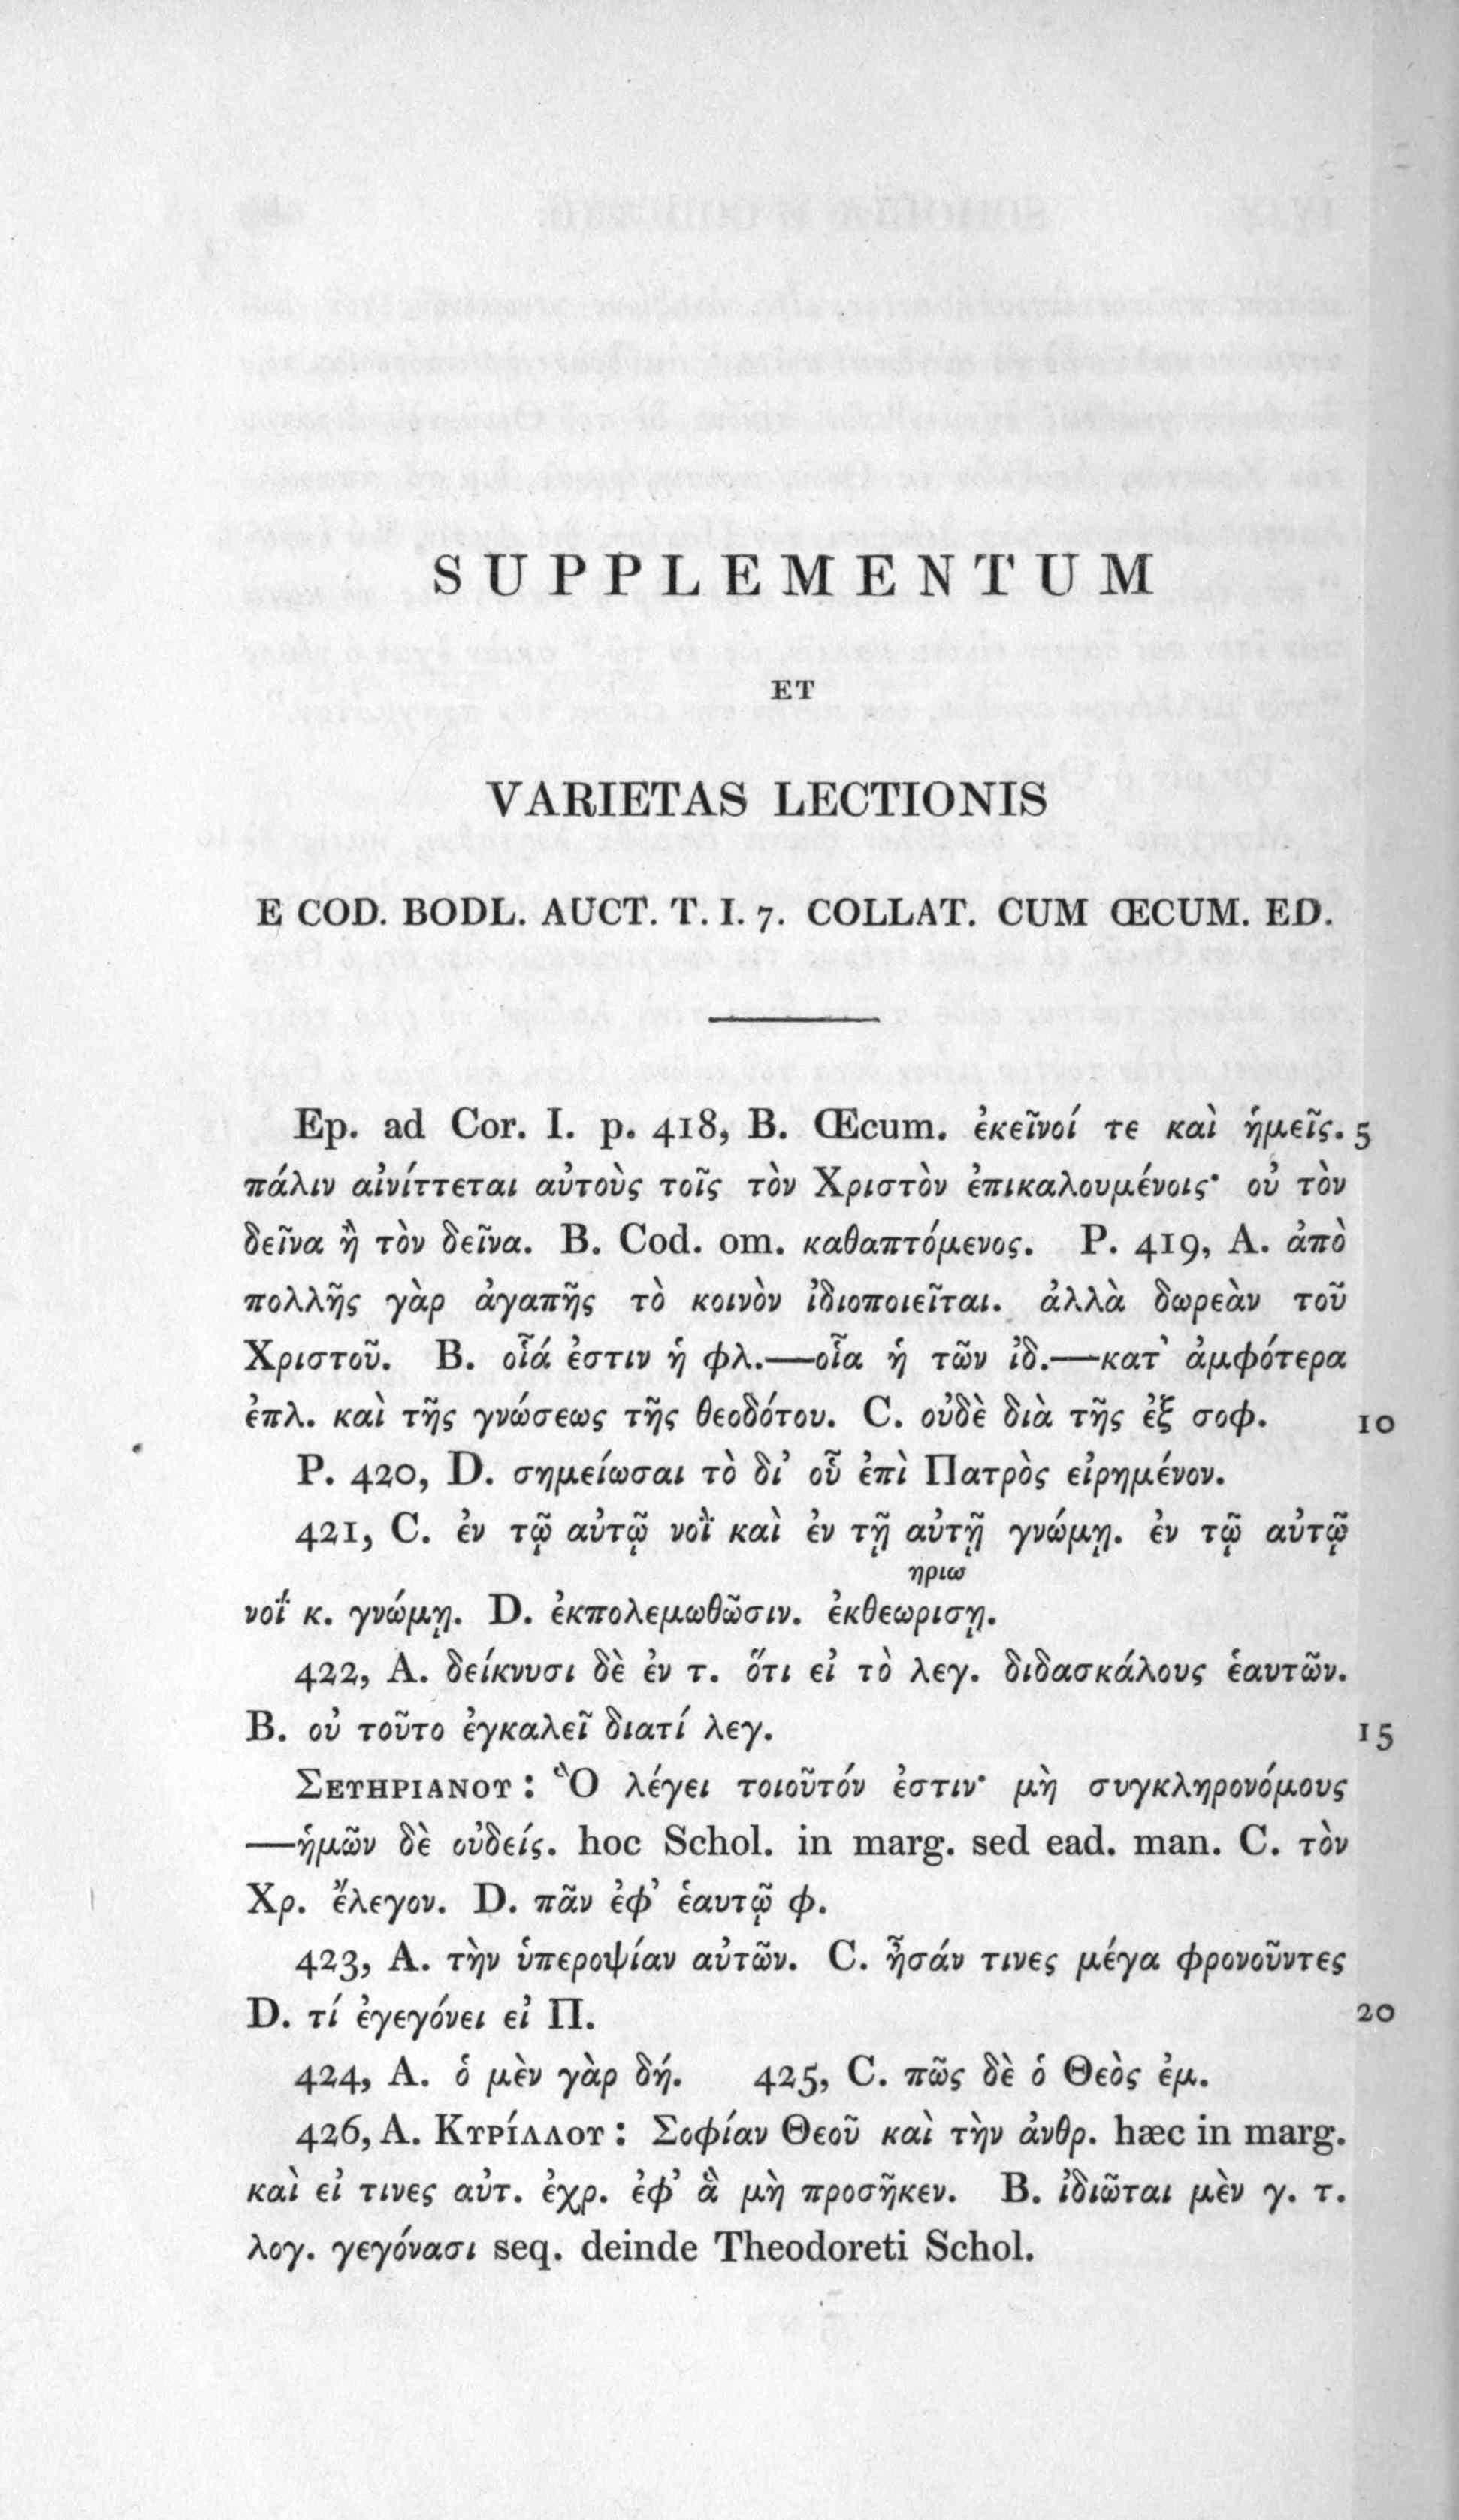 SUPPLEMENTUM
ET
VARIETAS LECTIONIS
E COD. BODL. AUCT. T. I. 7. COLLAT. CUM ŒCUM. ED.
Ep. ad Cor. I. p. 418, B. Œcum. ἐκεῖνοί τε καὶ ἡμεῖς. 5
πάλιν αἰνίττεται αὐτοὺς τοῖς τὸν Χριστὸν ἐπικαλουμένοις· οὐ τὸν
δεῖνα ἢ τὸν δεῖνα. B. Cod. om. καθαπτόμενος. P. 419, A. ἀπὸ
πολλῆς γὰρ ἀγαπῆς τὸ κοινὸν ἰδιοποιεῖται. ἀλλὰ δωρεὰν τοῦ
Χριστοῦ. B. οἷά ἐστιν ἡ φλ.—οἷα ἡ τῶν ἰδ.—κατ᾽ ἀμφότερα
ἐπλ. καὶ τῆς γνώσεως τῆς θεοδότου. C. οὐδὲ διὰ τῆς ἐξ σοφ. 10
P. 420, D. σημείωσαι τὸ δι᾽ οὗ ἐπὶ Πατρὸς εἰρημένον.
421, C. ἐν τῷ αὐτῷ νοῒ καὶ ἐν τῇ αὐτῇ γνώμῃ. ἐν τῷ αὐτῷ
ηριω
νοΐ κ. γνώμῃ. D. ἐκπολεμωθῶσιν. ἐκθεωρισῃ.
422, A. δείκνυσι δὲ ἐν τ. ὅτι εἰ τὸ λεγ. διδασκάλους ἑαυτῶν.
B. οὐ τοῦτο ἐγκαλεῖ διατί λεγ. 15
ΣΕΥΗΡΙΑΝΟΥ : Ὃ λέγει τοιοῦτόν ἐστιν· μὴ συγκληρονόμους
—ἡμῶν δὲ οὐδείς. hoc Schol. in marg. sed ead. man. C. τὸν
Χρ. ἔλεγον. D. πᾶν ἐφ᾽ ἑαυτῷ φ.
423, A. τὴν ὑπεροψίαν αὐτῶν. C. ἦσάν τινες μέγα φρονοῦντες
D. τί ἐγεγόνει εἰ Π. 20
424, A. ὁ μὲν γὰρ δή. 425, C. πῶς δὲ ὁ Θεὸς ἐμ.
426, A. ΚΥΡΊΛΛΟΥ : Σοφίαν Θεοῦ καὶ τὴν ἀνθρ. hæc in marg.
καὶ εἰ τινες αὐτ. ἐχρ. ἐφ᾽ ἃ μὴ προσῆκεν. B. ἰδιῶται μὲν γ. τ.
λογ. γεγόνασι seq. deinde Theodoreti Schol.